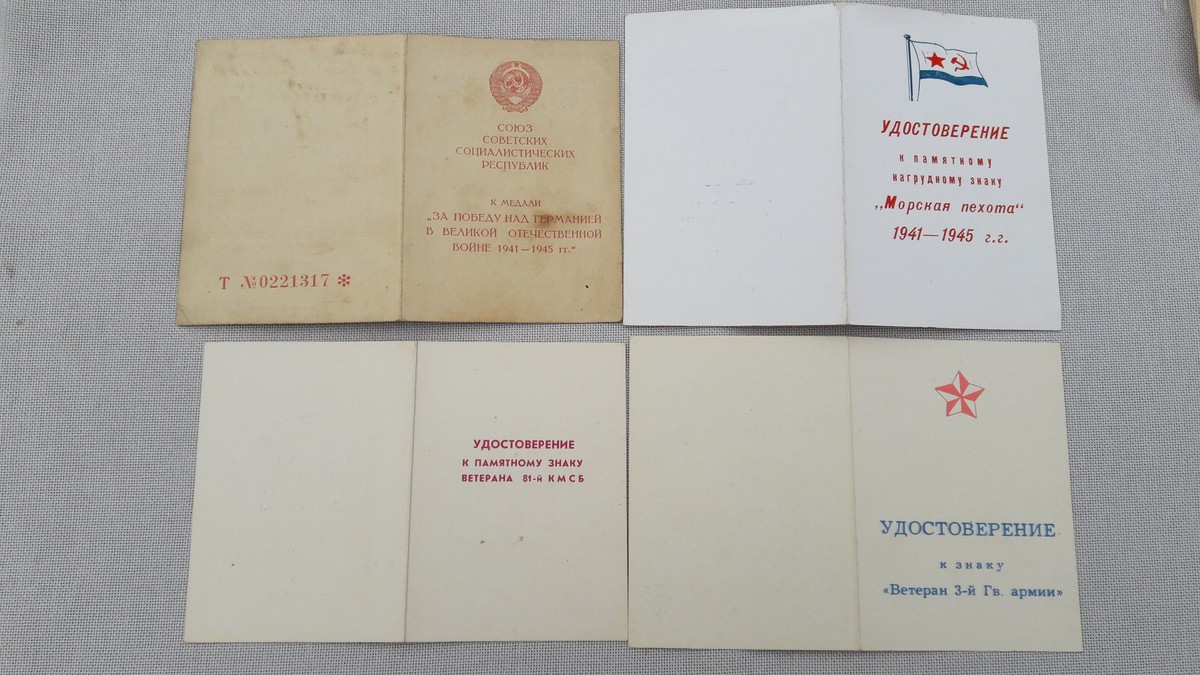 СОЮЗ
СОВЕТСКИХ
СОЦИАЛИСТИЧЕСКИХ
РЕСПУБЛИК
К МЕДАЛИ
„ЗА ПОБЕДУ НАД ГЕРМАНИЕЙ
В ВЕЛИКОЙ ОТЕЧЕСТВЕННОЙ
ВОЙНЕ 1941—1945 гг.“
Т №0221317 *
УДОСТОВЕРЕНИЕ
к памятному
нагрудному знаку
„Морская пехота“
1941—1945 г.г.
УДОСТОВЕРЕНИЕ
К ПАМЯТНОМУ ЗНАКУ
ВЕТЕРАНА 81-й КМСБ
УДОСТОВЕРЕНИЕ
к знаку
«Ветеран 3-й Гв. армии»